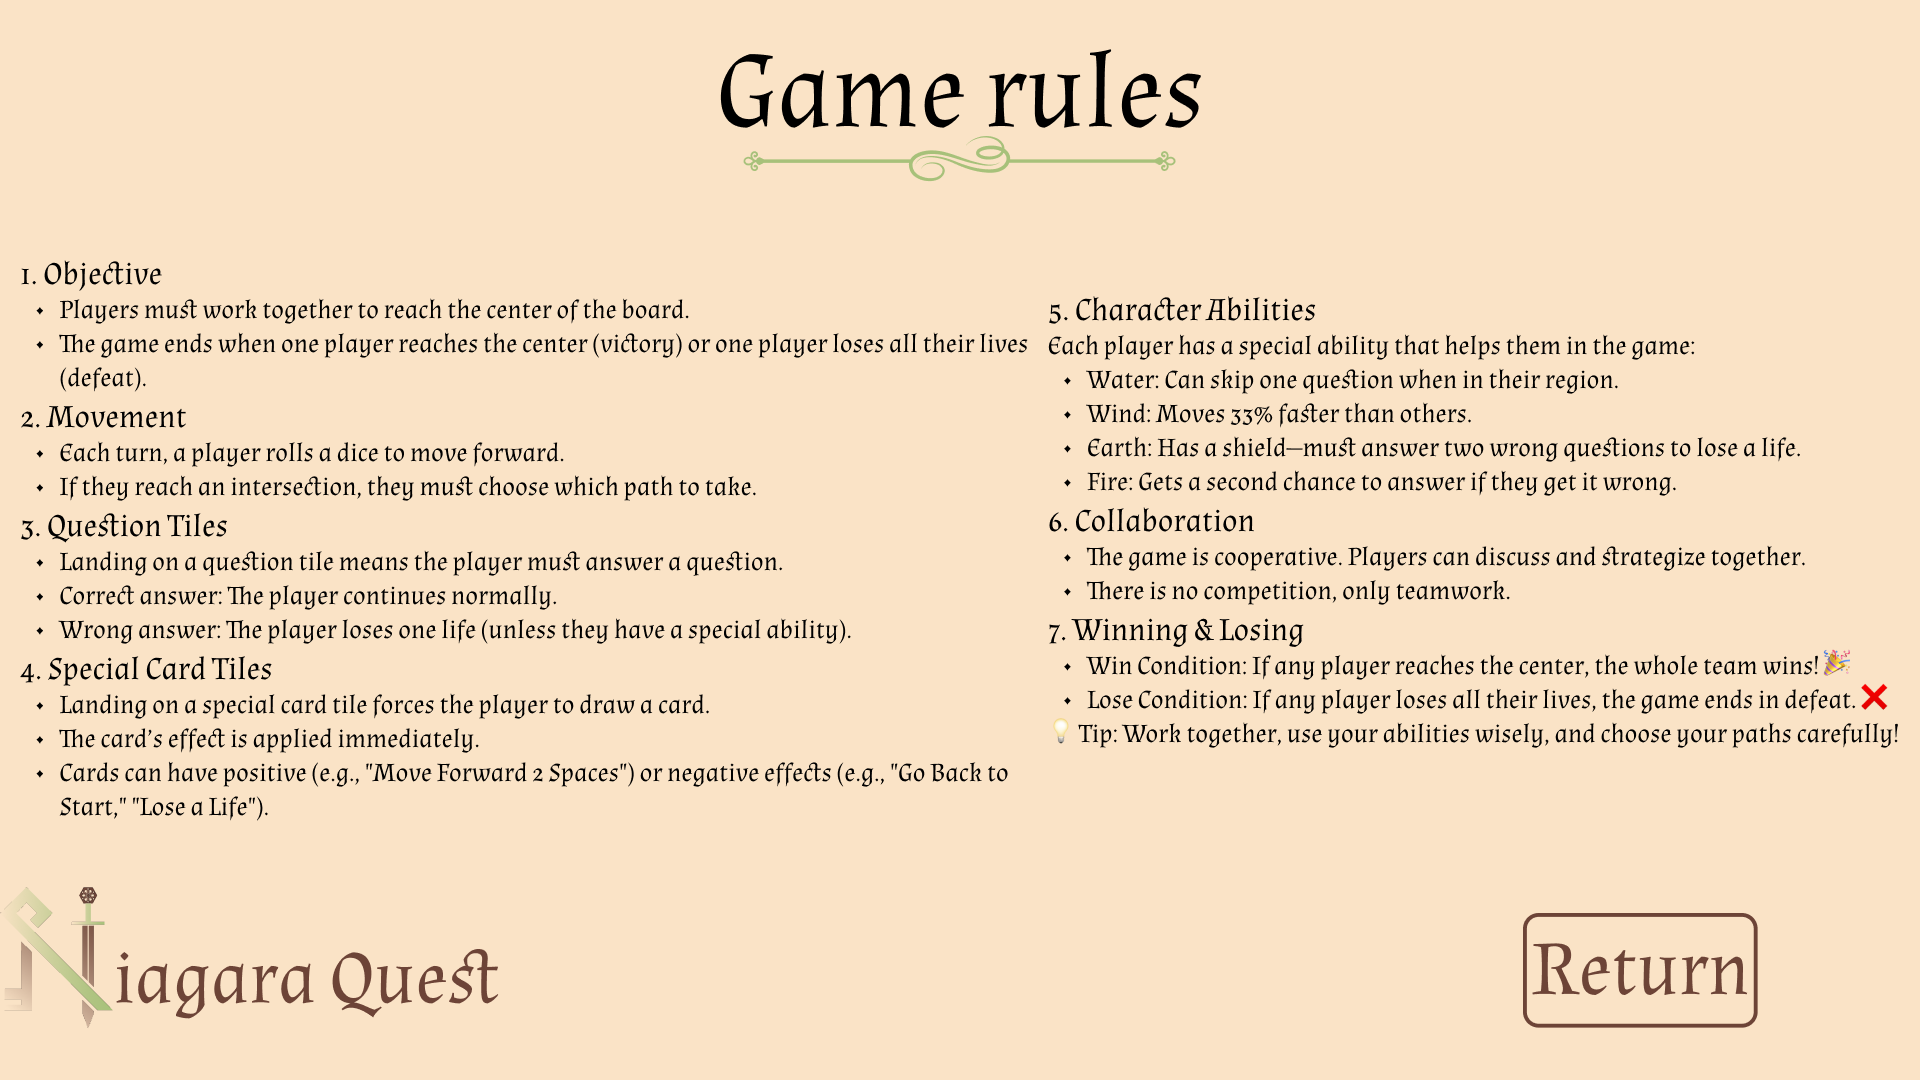 Game rules
1. Objective
• Players must work together to reach the center of the board.
• The game ends when one player reaches the center (victory) or one player loses all their lives
(defeat).
2. Movement
• Each turn, a player rolls a dice to move forward.
• If they reach an intersection, they must choose which path to take.
3. Question Tiles
• Landing on a question tile means the player must answer a question.
• Correct answer: The player continues normally.
• Wrong answer: The player loses one life (unless they have a special ability).
4. Special Card Tiles
• Landing on a special card tile forces the player to draw a card.
• The card’s effect is applied immediately.
• Cards can have positive (e.g., "Move Forward 2 Spaces") or negative effects (e.g., "Go Back to
Start," "Lose a Life").
5. Character Abilities
Each player has a special ability that helps them in the game:
• Water: Can skip one question when in their region.
• Wind: Moves 33% faster than others.
• Earth: Has a shield—must answer two wrong questions to lose a life.
• Fire: Gets a second chance to answer if they get it wrong.
6. Collaboration
• The game is cooperative. Players can discuss and strategize together.
• There is no competition, only teamwork.
7. Winning & Losing
• Win Condition: If any player reaches the center, the whole team wins! 🎉
• Lose Condition: If any player loses all their lives, the game ends in defeat. ❌
💡 Tip: Work together, use your abilities wisely, and choose your paths carefully!
Niagara Quest
Return